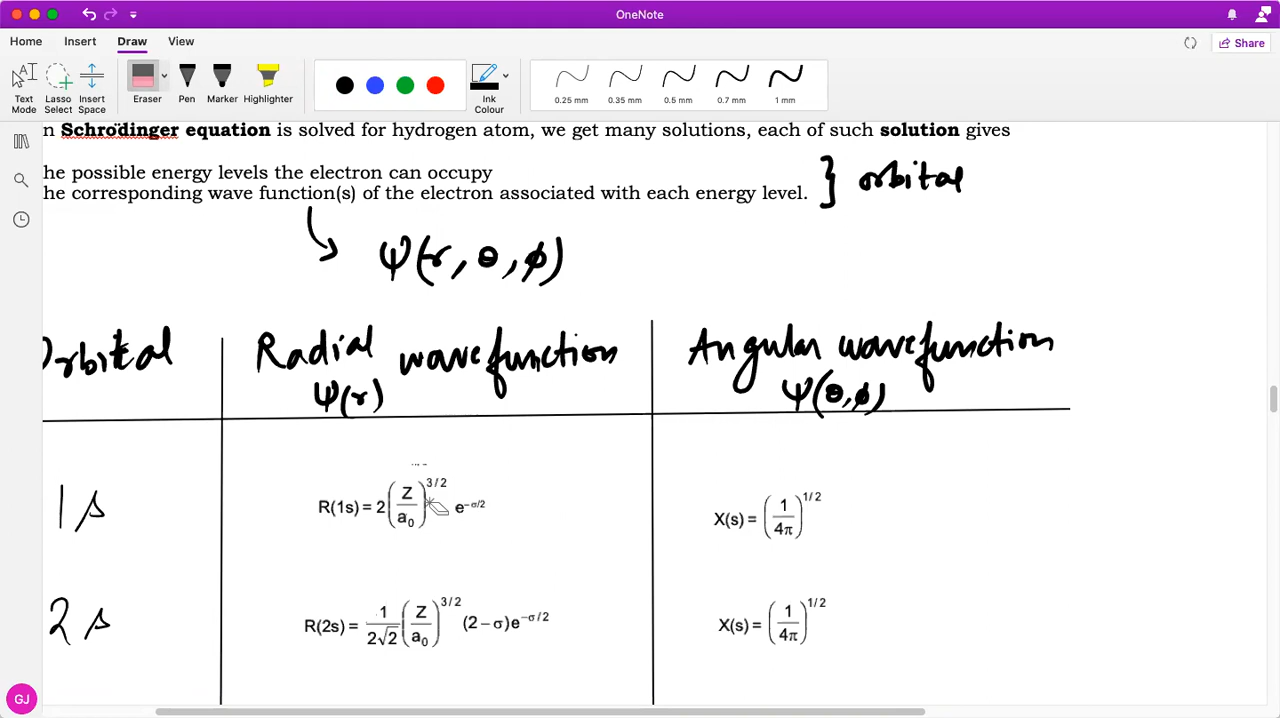 OneNote
Home Insert Draw View
Share
Text Mode
Lasso Select
Insert Space
Eraser
Pen
Marker
Highlighter
Ink Colour
0.25 mm
0.35 mm
0.5 mm
0.7 mm
1 mm
n Schrödinger equation is solved for hydrogen atom, we get many solutions, each of such solution gives
he possible energy levels the electron can occupy
he corresponding wave function(s) of the electron associated with each energy level. } orbital
ψ(r, θ, φ)
Orbital Radial wavefunction Angular wavefunction
ψ(r) ψ(θ,φ)
1s R(1s) = 2(Z/a₀)^3/2 e^−σ/2 X(s) = (1/4π)^1/2
2s R(2s) = 1/2√2 (Z/a₀)^3/2 (2−σ)e^−σ/2 X(s) = (1/4π)^1/2
GJ